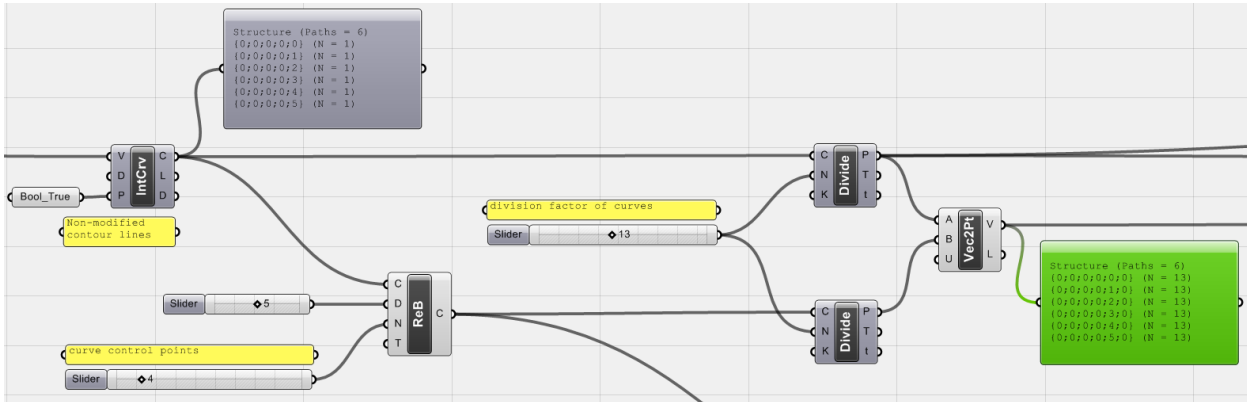 Structure (Paths = 6)
{0;0;0;0;0} (N = 1)
{0;0;0;0;1} (N = 1)
{0;0;0;0;2} (N = 1)
{0;0;0;0;3} (N = 1)
{0;0;0;0;4} (N = 1)
{0;0;0;0;5} (N = 1)
V
D
P
IntCrv
C
L
D
Bool_True
Non-modified
contour lines
division factor of curves
Slider
13
C
N
K
Divide
P
T
t
A
B
U
Vec2Pt
V
L
Structure (Paths = 6)
{0;0;0;0;0;0} (N = 13)
{0;0;0;0;1;0} (N = 13)
{0;0;0;0;2;0} (N = 13)
{0;0;0;0;3;0} (N = 13)
{0;0;0;0;4;0} (N = 13)
{0;0;0;0;5;0} (N = 13)
Slider
5
C
D
N
T
ReB
C
C
N
K
Divide
P
T
t
curve control points
Slider
4